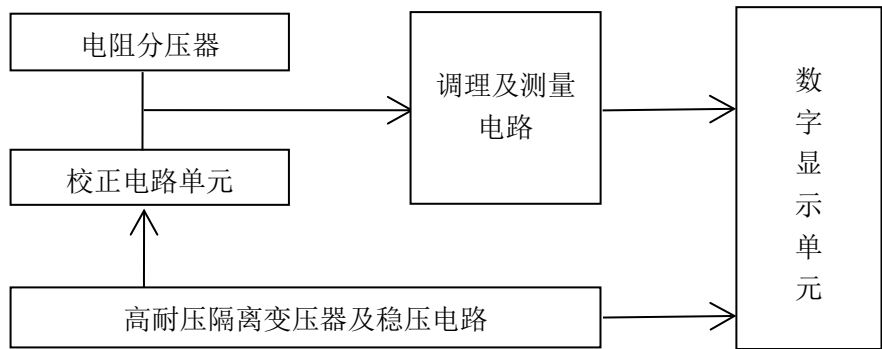 电阻分压器
调理及测量
电路
校正电路单元
高耐压隔离变压器及稳压电路
数
字
显
示
单
元